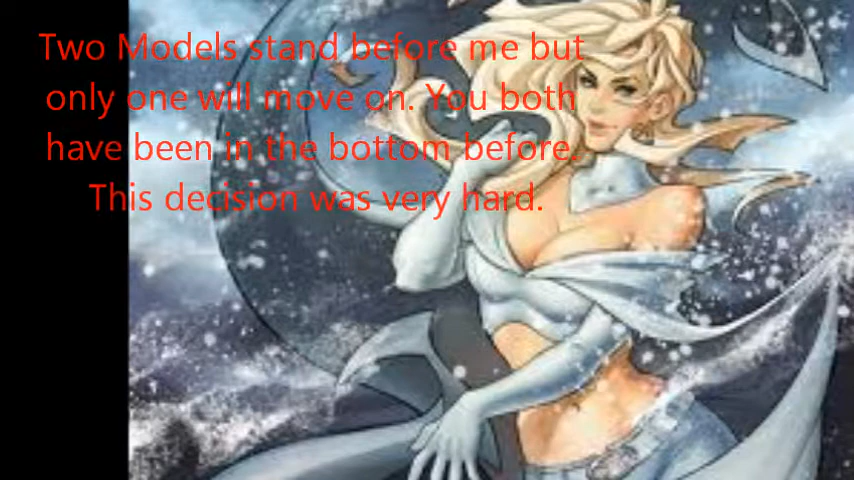 Two Models stand before me but
only one will move on. You both
have been in the bottom before.
This decision was very hard.